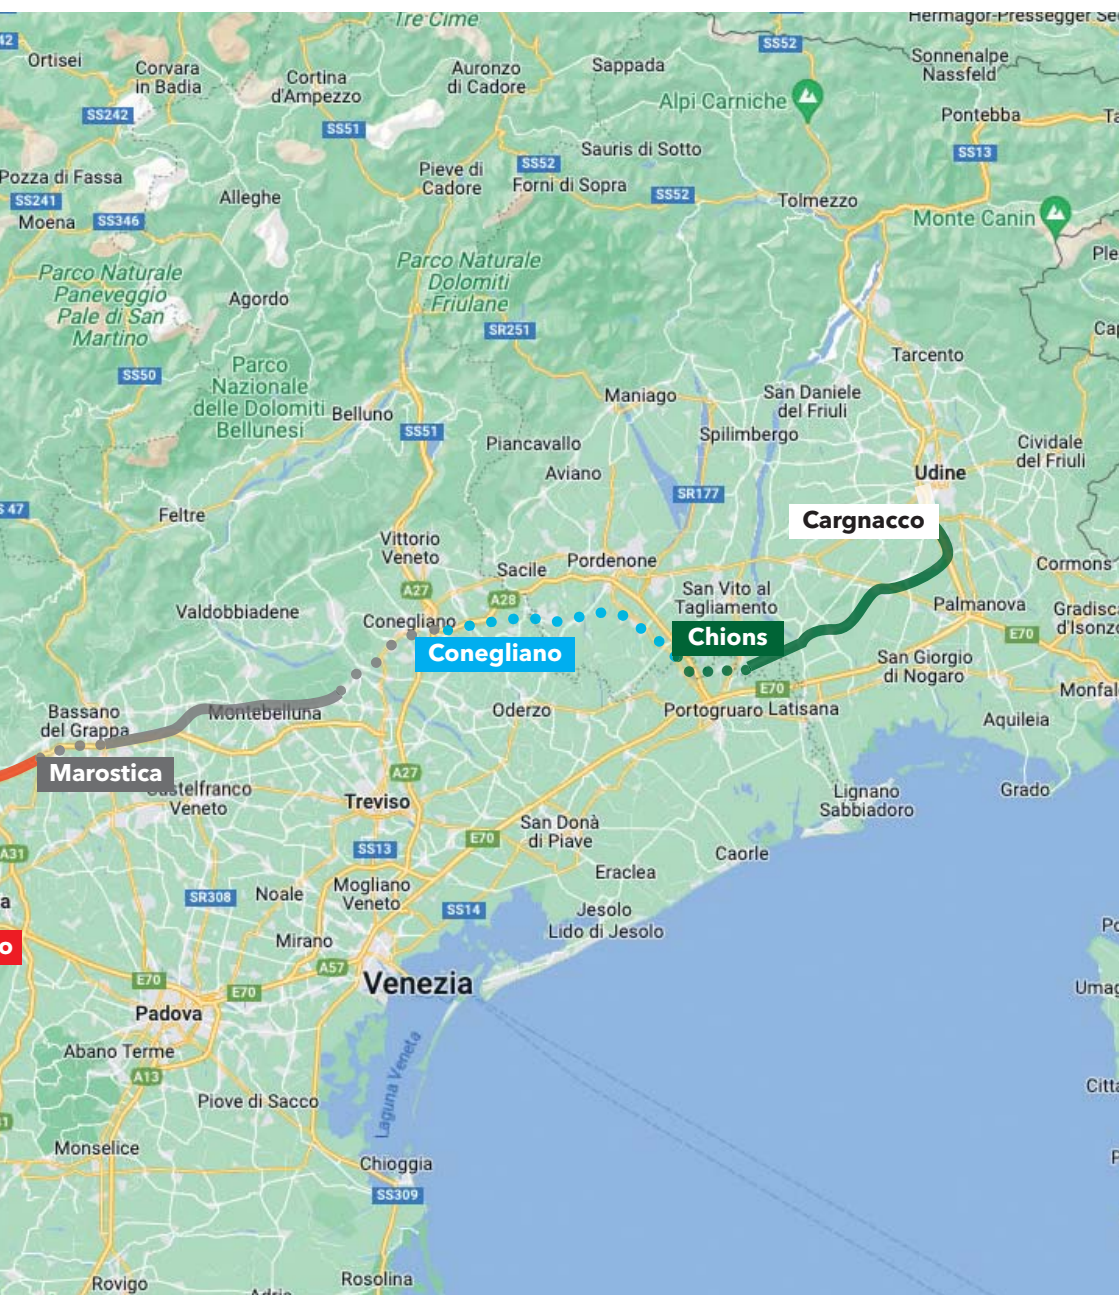 Tre Cime
Hermagor-Pressegger
42
Ortisei
Corvara
in Badia
Cortina
d'Ampezzo
Auronzo
di Cadore
Sappada
SS52
Sonnenalpe
Nassfeld
SS242
SS51
Alpi Carniche
Pontebba
SS13
Pozza di Fassa
SS241
Moena
SS346
Alleghe
Pieve di
Cadore
SS52
Sauris di Sotto
Forni di Sopra
SS52
Tolmezzo
Monte Canin
Ple
Parco Naturale
Paneveggio
Pale di San
Martino
Agordo
Parco Naturale
Dolomiti
Friulane
SR251
SS50
Parco
Nazionale
delle Dolomiti
Bellunesi
Belluno
SS51
Maniago
San Daniele
del Friuli
Tarcento
Piancavallo
Spilimbergo
Aviano
Cividale
del Friuli
Udine
SR177
S 47
Feltre
Cargnacco
Vittorio
Veneto
Sacile
Pordenone
Cormons
A27
A28
San Vito al
Tagliamento
Palmanova
Gradisc
d'Isonzo
E70
Valdobbiadene
Conegliano
Conegliano
Chions
San Giorgio
di Nogaro
E70
Monfal
Bassano
del Grappa
Montebelluna
Oderzo
Portogruaro
Latisana
Aquileia
Marostica
stelfranco
Veneto
A27
Treviso
Lignano
Sabbiadoro
Grado
San Donà
di Piave
E70
A31
SS13
Caorle
a
SR308
Noale
Mogliano
Veneto
Eraclea
SS14
Jesolo
Lido di Jesolo
o
Mirano
A57
E70
E70
Venezia
Umag
Padova
Abano Terme
A13
Laguna Veneta
Piove di Sacco
Citta
Monselice
Chioggia
SS309
Rovigo
Rosolina